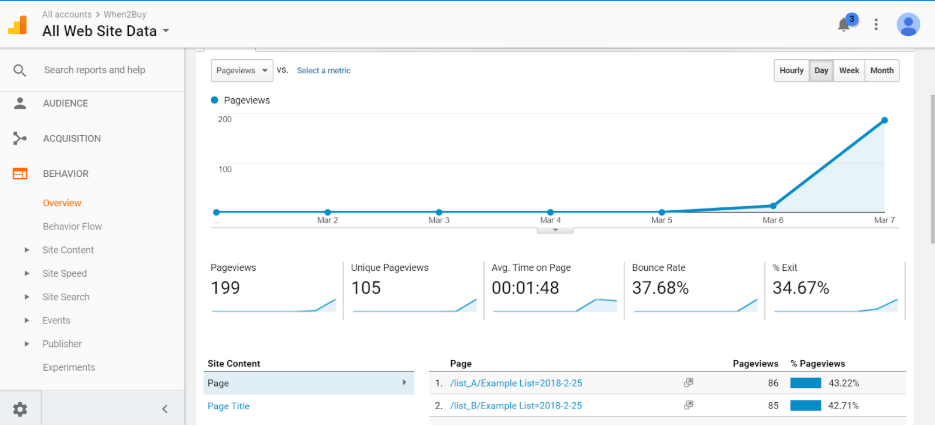 All accounts > When2Buy
All Web Site Data
3
Search reports and help
AUDIENCE
ACQUISITION
BEHAVIOR
Overview
Behavior Flow
Site Content
Site Speed
Site Search
Events
Publisher
Experiments
Pageviews vs. Select a metric
Hourly Day Week Month
Pageviews
200
100
... Mar 2 Mar 3 Mar 4 Mar 5 Mar 6 Mar 7
Pageviews Unique Pageviews Avg. Time on Page Bounce Rate % Exit
199 105 00:01:48 37.68% 34.67%
Site Content Page Pageviews % Pageviews
Page 1. /list_A/Example List=2018-2-25 86 43.22%
Page Title 2. /list_B/Example List=2018-2-25 85 42.71%